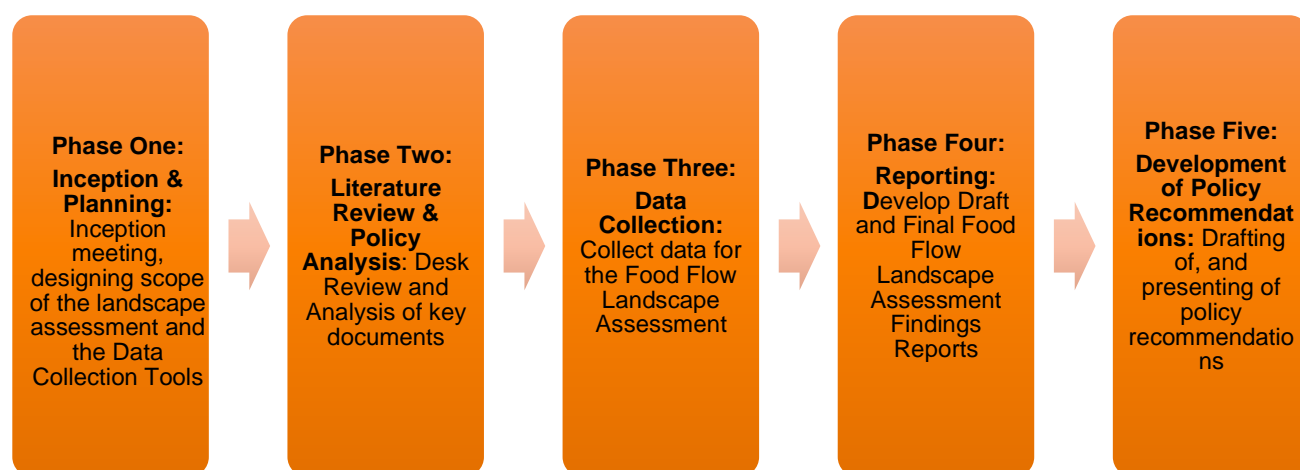 Phase One:
Inception &
Planning:
Inception
meeting,
designing scope
of the landscape
assessment and
the Data
Collection Tools
Phase Two:
Literature
Review &
Policy
Analysis: Desk
Review and
Analysis of key
documents
Phase Three:
Data
Collection:
Collect data for
the Food Flow
Landscape
Assessment
Phase Four:
Reporting:
Develop Draft
and Final Food
Flow
Landscape
Assessment
Findings
Reports
Phase Five:
Development
of Policy
Recommendat
ions: Drafting
of, and
presenting of
policy
recommendatio
ns